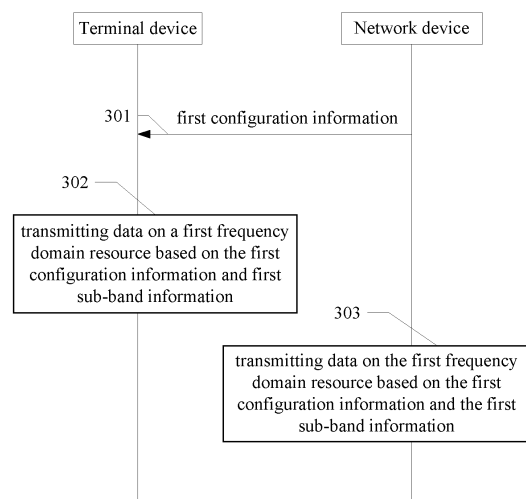 Terminal device
Network device
301
first configuration information
302
transmitting data on a first frequency
domain resource based on the first
configuration information and first
sub-band information
303
transmitting data on the first frequency
domain resource based on the first
configuration information and the first
sub-band information